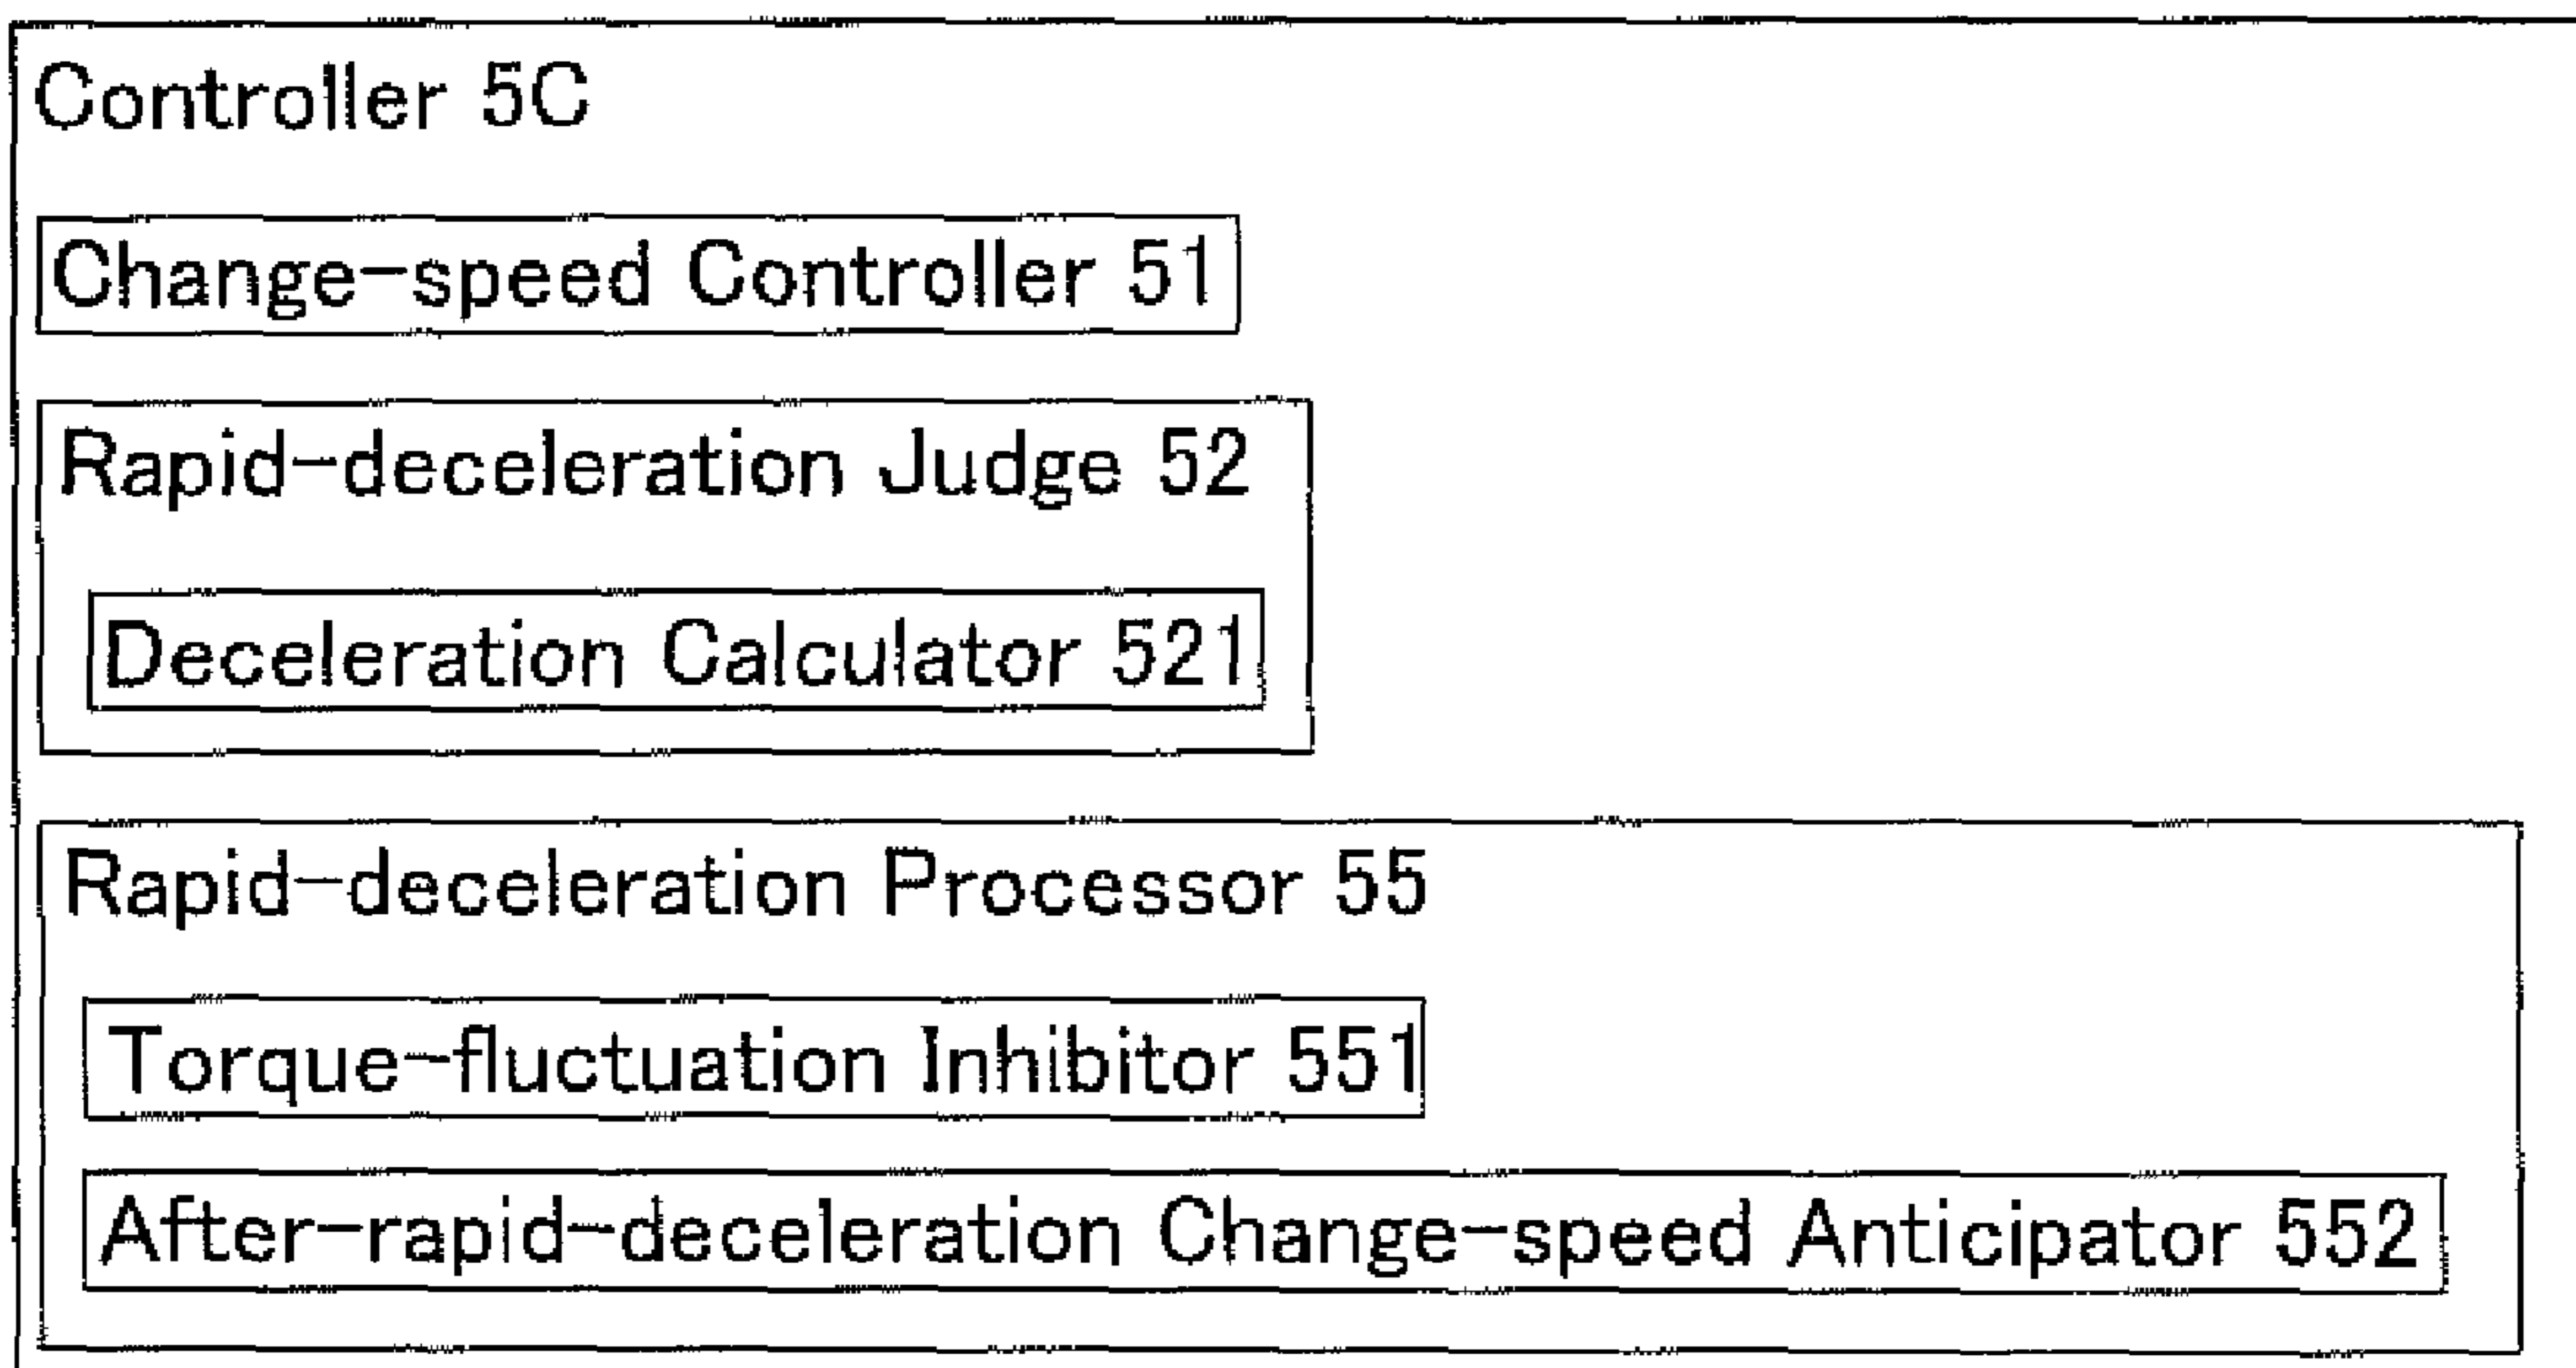 Controller 5C
Change-speed Controller 51
Rapid-deceleration Judge 52
Deceleration Calculator 521
Rapid-deceleration Processor 55
Torque-fluctuation Inhibitor 551
After-rapid-deceleration Change-speed Anticipator 552